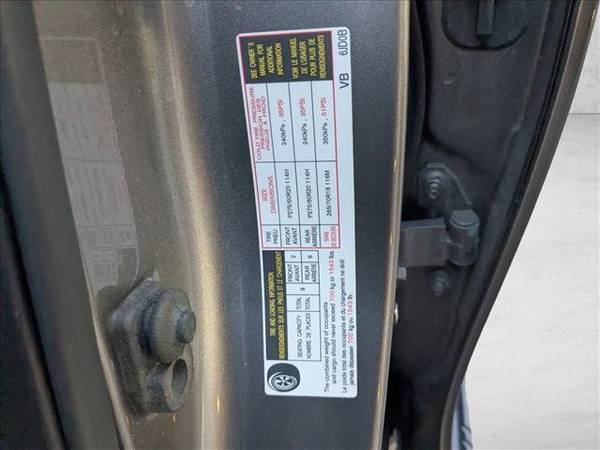 TIRE AND LOADING INFORMATION
RENSEIGNEMENTS SUR LES PNEUS ET LE CHARGEMENT
SEATING CAPACITY TOTAL 8 FRONT AVANT 2 REAR ARRIÈRE 6
NOMBRE DE PLACES TOTAL
The combined weight of occupants
and cargo should never exceed 700 kg or 1543 lbs.
Le poids total des occupants et du chargement ne doit
jamais dépasser 700 kg ou 1543 lb.
TIRE PNEU SIZE DIMENSIONS COLD TIRE PRESSURE PRESSION DES PNEUS A FROID
FRONT AVANT P275/60R20 114H 240kPa, 35PSI
REAR ARRIÈRE P275/60R20 114H 240kPa, 35PSI
SPARE DE SECOURS 265/70R18 116M 350kPa, 51PSI
SEE OWNER'S
MANUAL FOR
ADDITIONAL
INFORMATION
VOIR LE MANUEL
DE L'USAGER
POUR PLUS DE
RENSEIGNEMENTS
VB 6JD0B